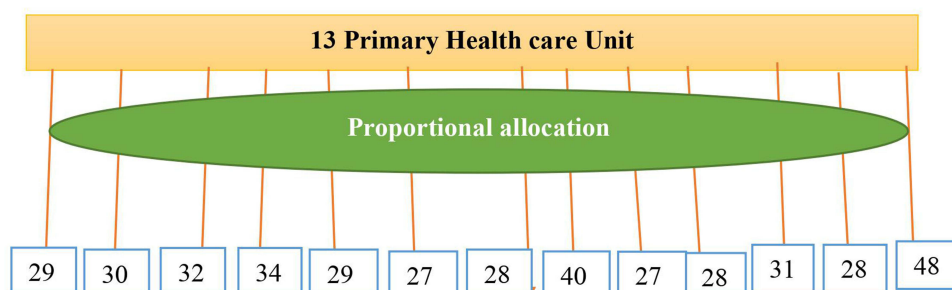 13 Primary Health care Unit
Proportional allocation
29 30 32 34 29 27 28 40 27 28 31 28 48